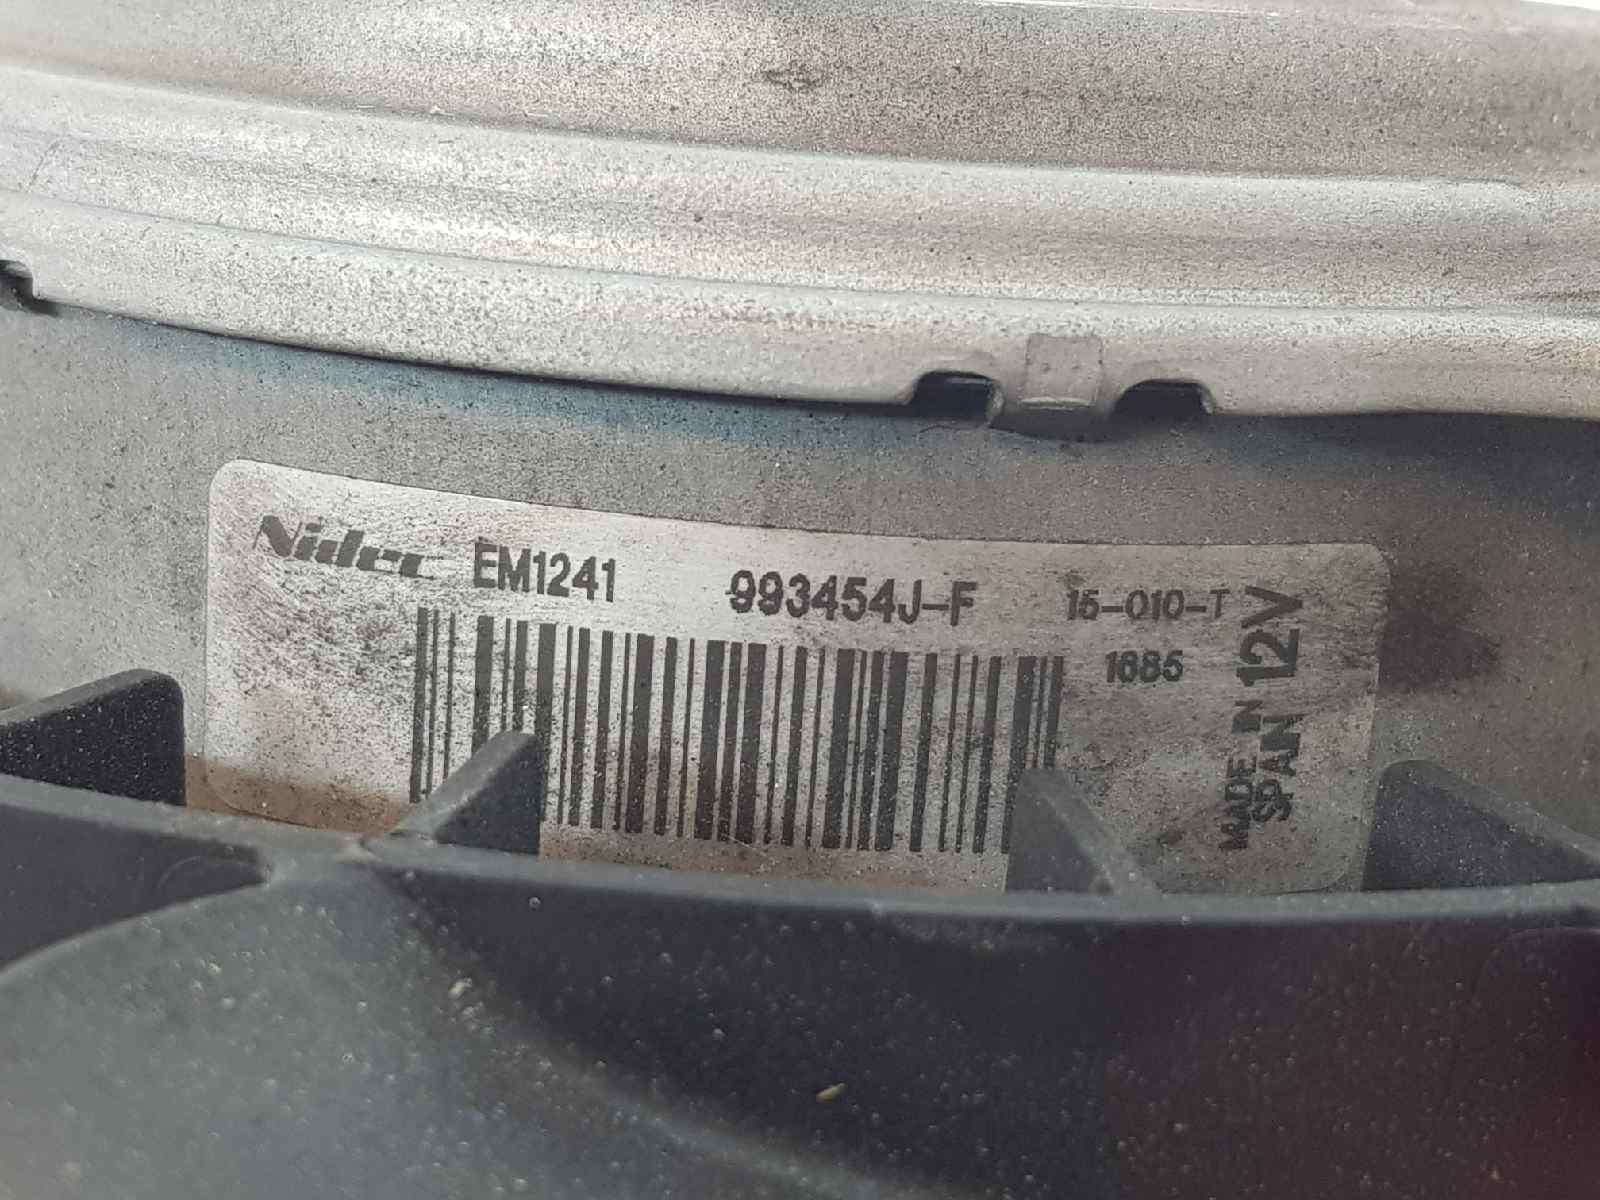 Nidec EM1241 993454J-F 15-010-T
1685
MADE IN
SPAIN 12V